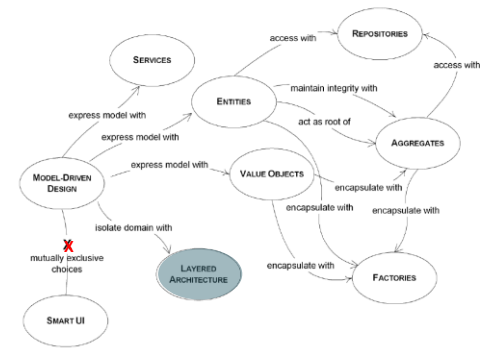 REPOSITORIES
access with
SERVICES
access with
maintain integrity with
ENTITIES
express model with
act as root of
express model with
AGGREGATES
express model with
MODEL-DRIVEN
DESIGN
VALUE OBJECTS
encapsulate with
encapsulate with
encapsulate with
isolate domain with
X
mutually exclusive
choices
encapsulate with
LAYERED
ARCHITECTURE
FACTORIES
SMART UI